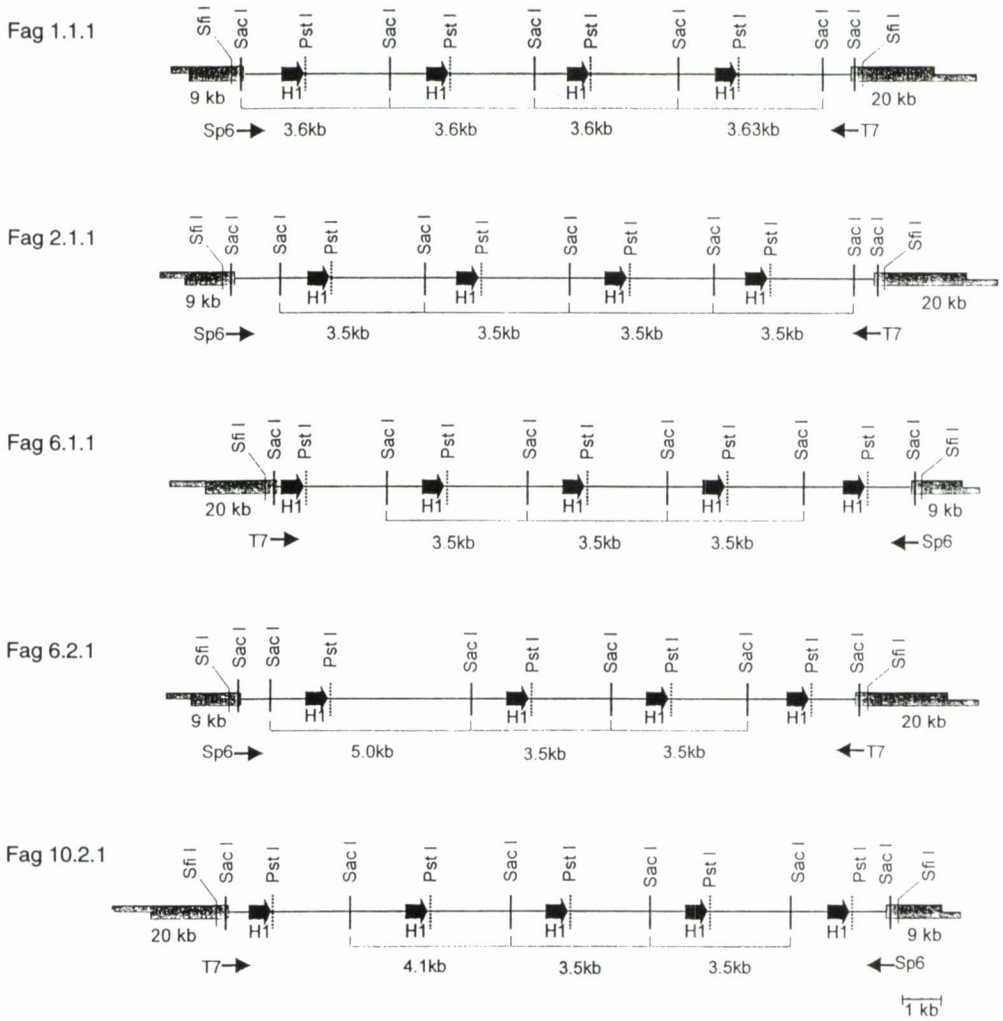 Fag 1.1.1
Sfi I Sac I Pst I Sac I Pst I Sac I Pst I Sac I Pst I Sac I Sac I Sfi I
9 kb H1 H1 H1 H1 20 kb
Sp6 3.6kb 3.6kb 3.6kb 3.63kb T7
Fag 2.1.1
Sfi I Sac I Sac I Pst I Sac I Pst I Sac I Pst I Sac I Pst I Sac I Sac I Sfi I
9 kb H1 H1 H1 H1 20 kb
Sp6 3.5kb 3.5kb 3.5kb 3.5kb T7
Fag 6.1.1
Sfi I Sac I Pst I Sac I Pst I Sac I Pst I Sac I Pst I Sac I Pst I Sac I Sfi I
20 kb H1 H1 H1 H1 H1 9 kb
T7 3.5kb 3.5kb 3.5kb Sp6
Fag 6.2.1
Sfi I Sac I Sac I Pst I Sac I Pst I Sac I Pst I Sac I Pst I Sac I Sfi I
9 kb H1 H1 H1 H1 20 kb
Sp6 5.0kb 3.5kb 3.5kb T7
Fag 10.2.1
Sfi I Sac I Pst I Sac I Pst I Sac I Pst I Sac I Pst I Sac I Pst I Sac I Sfi I
20 kb H1 H1 H1 H1 H1 9 kb
T7 4.1kb 3.5kb 3.5kb Sp6
1 kb